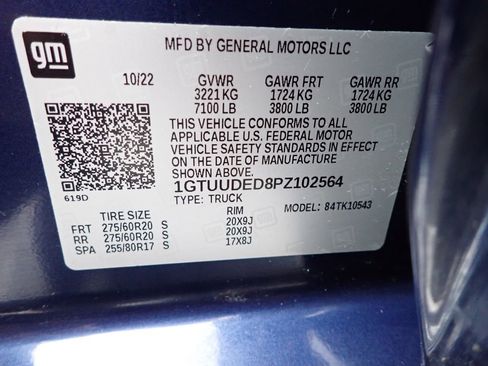 gm
MFD BY GENERAL MOTORS LLC
10/22 GVWR GAWR FRT GAWR RR
3221 KG 1724 KG 1724 KG
7100 LB 3800 LB 3800 LB
THIS VEHICLE CONFORMS TO ALL
APPLICABLE U.S. FEDERAL MOTOR
VEHICLE SAFETY STANDARDS IN EFFECT
ON THE DATE OF MANUFACTURE SHOWN ABOVE.
1GTUUDED8PZ102564
619D TYPE: TRUCK MODEL: 84TK10543
TIRE SIZE RIM
FRT 275/60R20 S 20X9J
RR 275/60R20 S 20X9J
SPA 255/80R17 S 17X8J